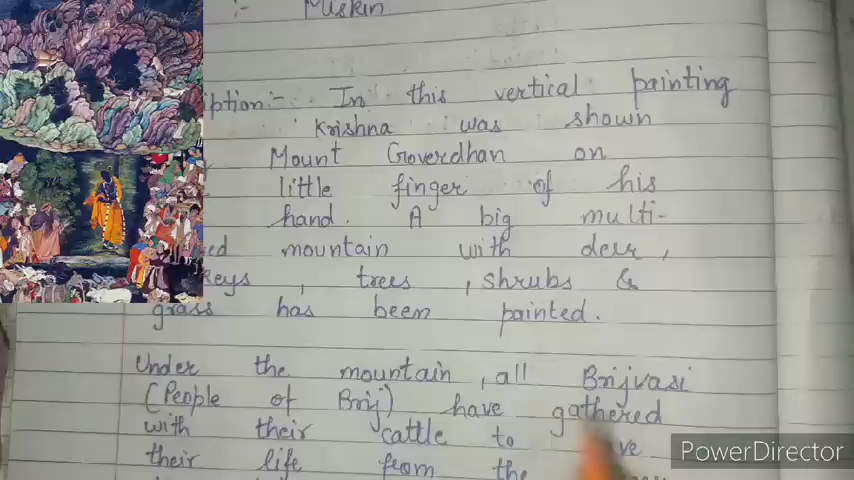 :- Miskin
ption:- In this vertical painting
Krishna was shown
Mount Goverdhan on
little finger of his
hand. A big multi-
ed mountain with deer,
keys, trees, shrubs &
grass has been painted.
Under the mountain, all Brijvasi
(People of Brij) have gathered
with their cattle to ve
their life from the
PowerDirector